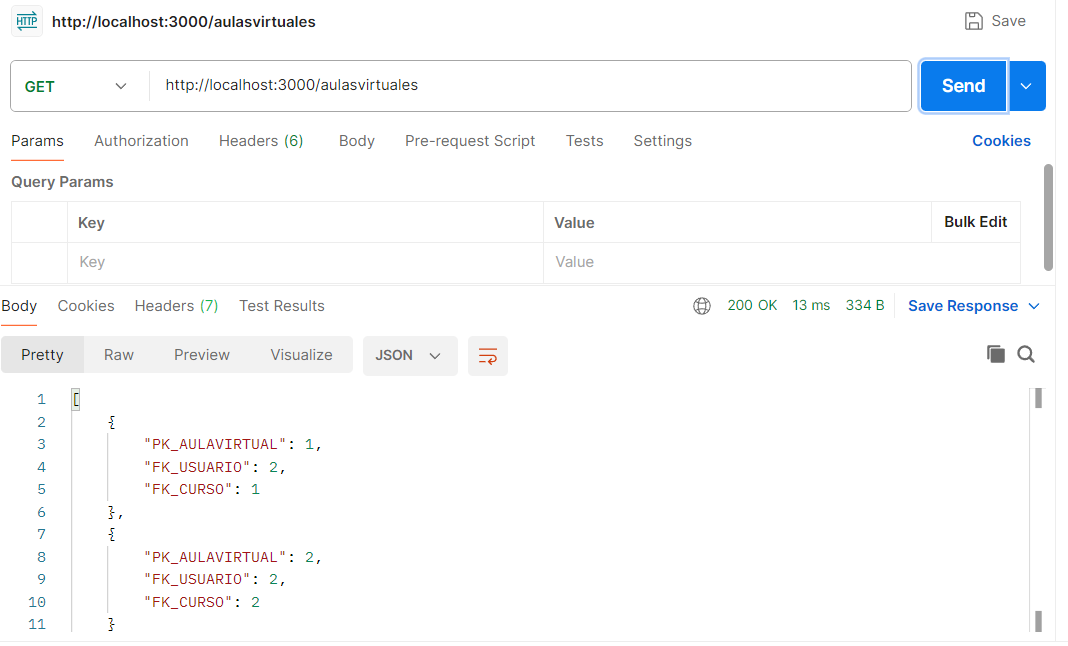 HTTP http://localhost:3000/aulasvirtuales Save
GET http://localhost:3000/aulasvirtuales Send
Params Authorization Headers (6) Body Pre-request Script Tests Settings Cookies
Query Params
Key Value Bulk Edit
Key Value
Body Cookies Headers (7) Test Results 200 OK 13 ms 334 B Save Response
Pretty Raw Preview Visualize JSON
1 [
2 {
3 "PK_AULAVIRTUAL": 1,
4 "FK_USUARIO": 2,
5 "FK_CURSO": 1
6 },
7 {
8 "PK_AULAVIRTUAL": 2,
9 "FK_USUARIO": 2,
10 "FK_CURSO": 2
11 }